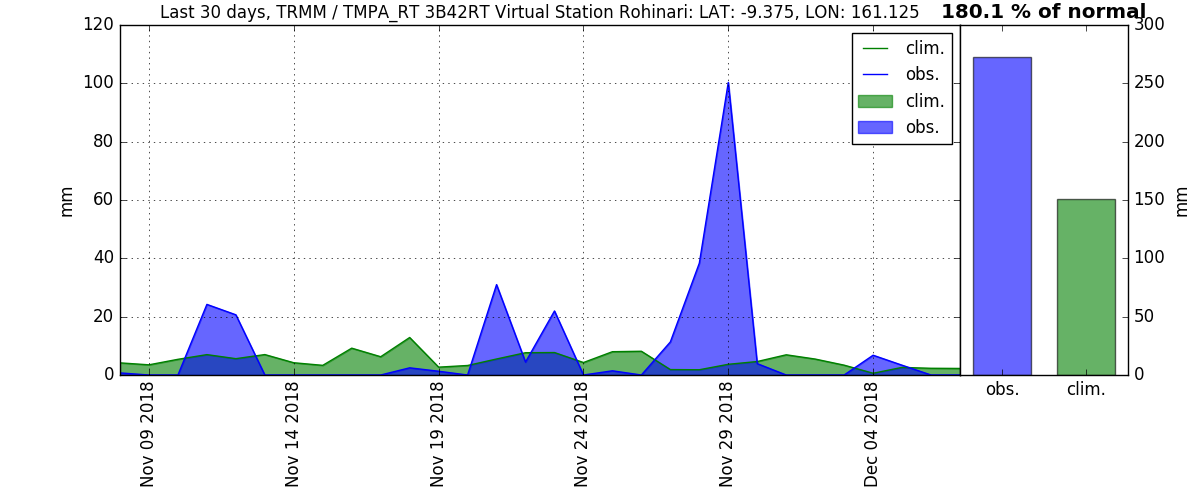 Last 30 days, TRMM / TMPA_RT 3B42RT Virtual Station Rohinari: LAT: -9.375, LON: 161.125
180.1 % of normal
120
100
80
60
40
20
0
mm
clim.
obs.
clim.
obs.
Nov 09 2018
Nov 14 2018
Nov 19 2018
Nov 24 2018
Nov 29 2018
Dec 04 2018
300
250
200
150
100
50
0
mm
obs.
clim.